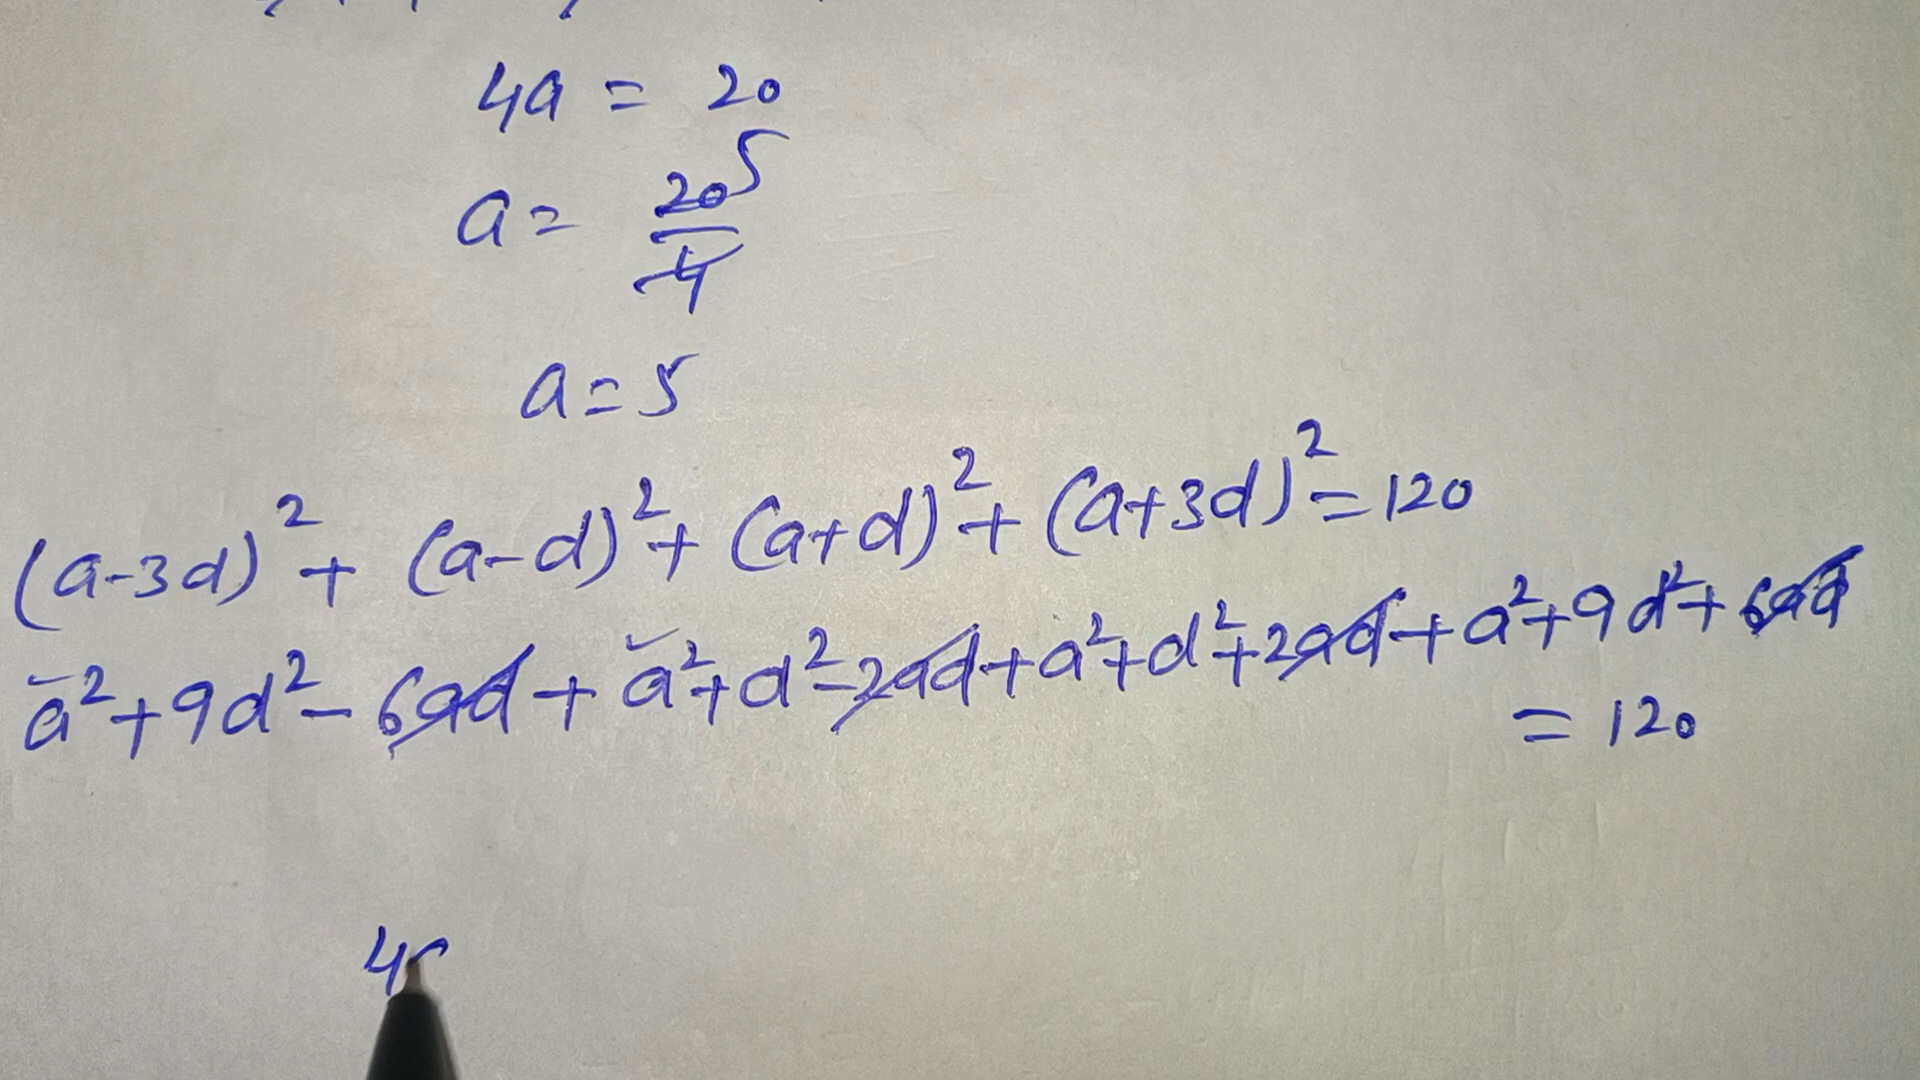 4a = 20
a = 20/4 5
a = 5
(a-3d)² + (a-d)² + (a+d)² + (a+3d)² = 120
a² + 9d² - 6ad + a² + d² - 2ad + a² + d² + 2ad + a² + 9d² + 6ad
= 120
4